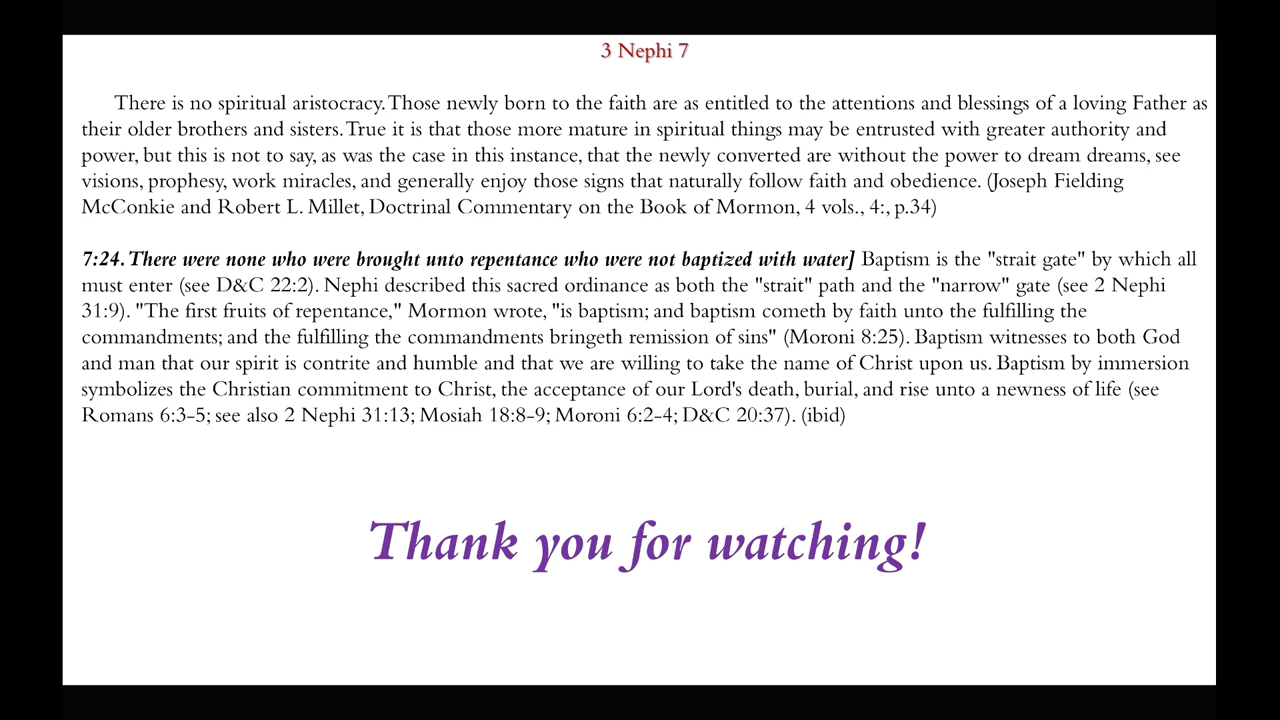 3 Nephi 7
There is no spiritual aristocracy. Those newly born to the faith are as entitled to the attentions and blessings of a loving Father as
their older brothers and sisters. True it is that those more mature in spiritual things may be entrusted with greater authority and
power, but this is not to say, as was the case in this instance, that the newly converted are without the power to dream dreams, see
visions, prophesy, work miracles, and generally enjoy those signs that naturally follow faith and obedience. (Joseph Fielding
McConkie and Robert L. Millet, Doctrinal Commentary on the Book of Mormon, 4 vols., 4:, p.34)
7:24. There were none who were brought unto repentance who were not baptized with water] Baptism is the "strait gate" by which all
must enter (see D&C 22:2). Nephi described this sacred ordinance as both the "strait" path and the "narrow" gate (see 2 Nephi
31:9). "The first fruits of repentance," Mormon wrote, "is baptism; and baptism cometh by faith unto the fulfilling the
commandments; and the fulfilling the commandments bringeth remission of sins" (Moroni 8:25). Baptism witnesses to both God
and man that our spirit is contrite and humble and that we are willing to take the name of Christ upon us. Baptism by immersion
symbolizes the Christian commitment to Christ, the acceptance of our Lord's death, burial, and rise unto a newness of life (see
Romans 6:3-5; see also 2 Nephi 31:13; Mosiah 18:8-9; Moroni 6:2-4; D&C 20:37). (ibid)
Thank you for watching!